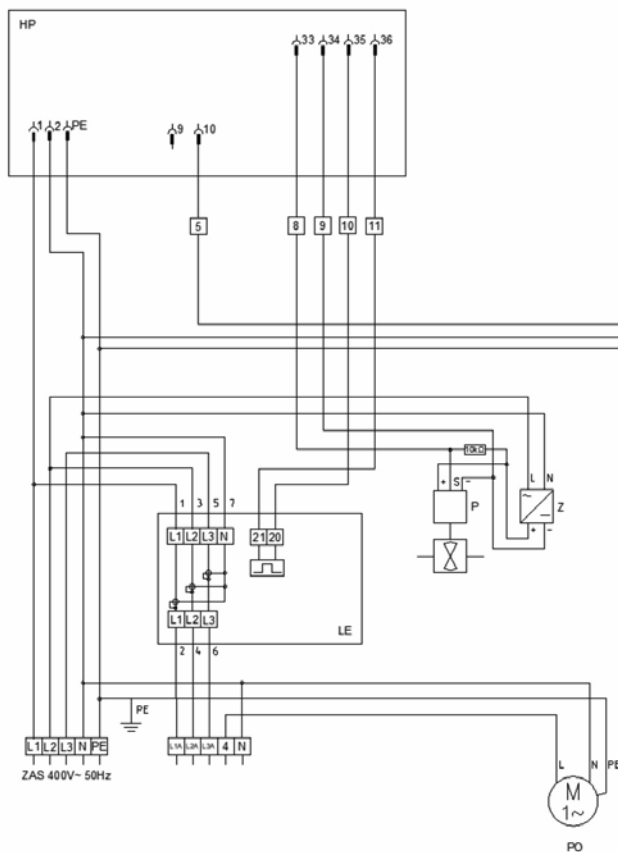 HP
33 34 35 36
1 2 PE 9 10
5 8 9 10 11
10kΩ
L N
+ S −
P
~ Z
+ −
1 3 5 7
L1 L2 L3 N 21 20
L1 L2 L3
LE
2 4 6
PE
L1 L2 L3 N PE L1A L2A L3A 4 N
ZAS 400V~ 50Hz
L N PE
M
1~
PO